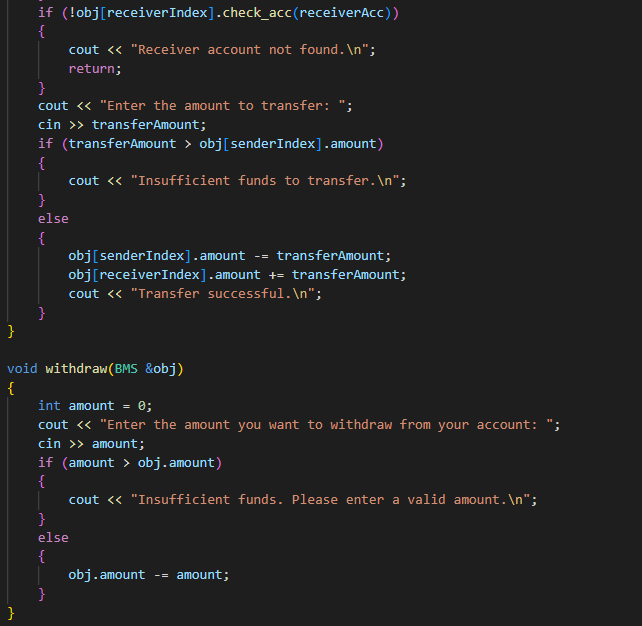 if (!obj[receiverIndex].check_acc(receiverAcc))
    {
        cout << "Receiver account not found.\n";
        return;
    }
    cout << "Enter the amount to transfer: ";
    cin >> transferAmount;
    if (transferAmount > obj[senderIndex].amount)
    {
        cout << "Insufficient funds to transfer.\n";
    }
    else
    {
        obj[senderIndex].amount -= transferAmount;
        obj[receiverIndex].amount += transferAmount;
        cout << "Transfer successful.\n";
    }
}

void withdraw(BMS &obj)
{
    int amount = 0;
    cout << "Enter the amount you want to withdraw from your account: ";
    cin >> amount;
    if (amount > obj.amount)
    {
        cout << "Insufficient funds. Please enter a valid amount.\n";
    }
    else
    {
        obj.amount -= amount;
    }
}